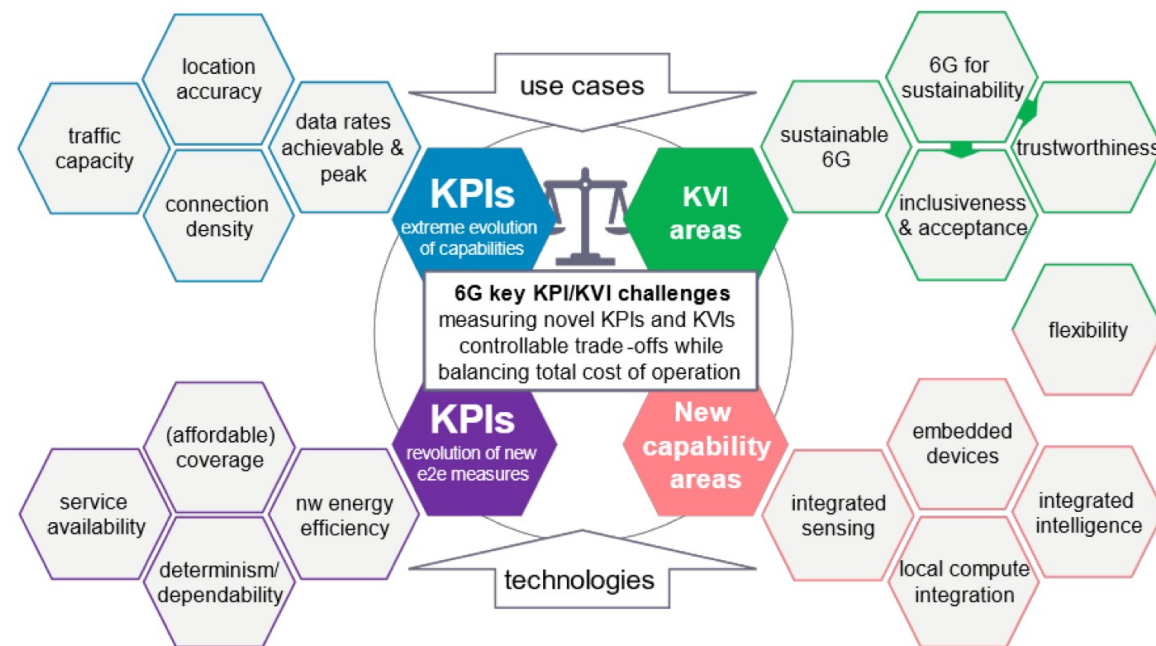 location
accuracy
traffic
capacity
data rates
achievable &
peak
connection
density
use cases
6G for
sustainability
sustainable
6G
trustworthiness
inclusiveness
& acceptance
KPIs
extreme evolution
of capabilities
KVI
areas
6G key KPI/KVI challenges
measuring novel KPIs and KVIs
controllable trade-offs while
balancing total cost of operation
flexibility
KPIs
revolution of new
e2e measures
New
capability
areas
(affordable)
coverage
service
availability
nw energy
efficiency
determinism/
dependability
technologies
embedded
devices
integrated
sensing
integrated
intelligence
local compute
integration